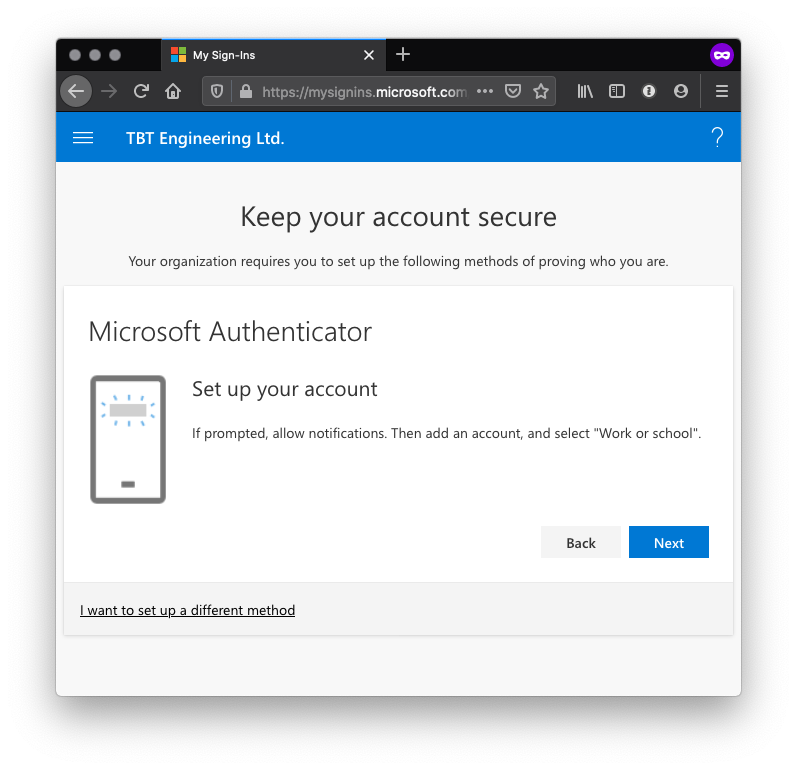 My Sign-Ins
https://mysignins.microsoft.com
TBT Engineering Ltd.
Keep your account secure
Your organization requires you to set up the following methods of proving who you are.
Microsoft Authenticator
Set up your account
If prompted, allow notifications. Then add an account, and select "Work or school".
Back
Next
I want to set up a different method